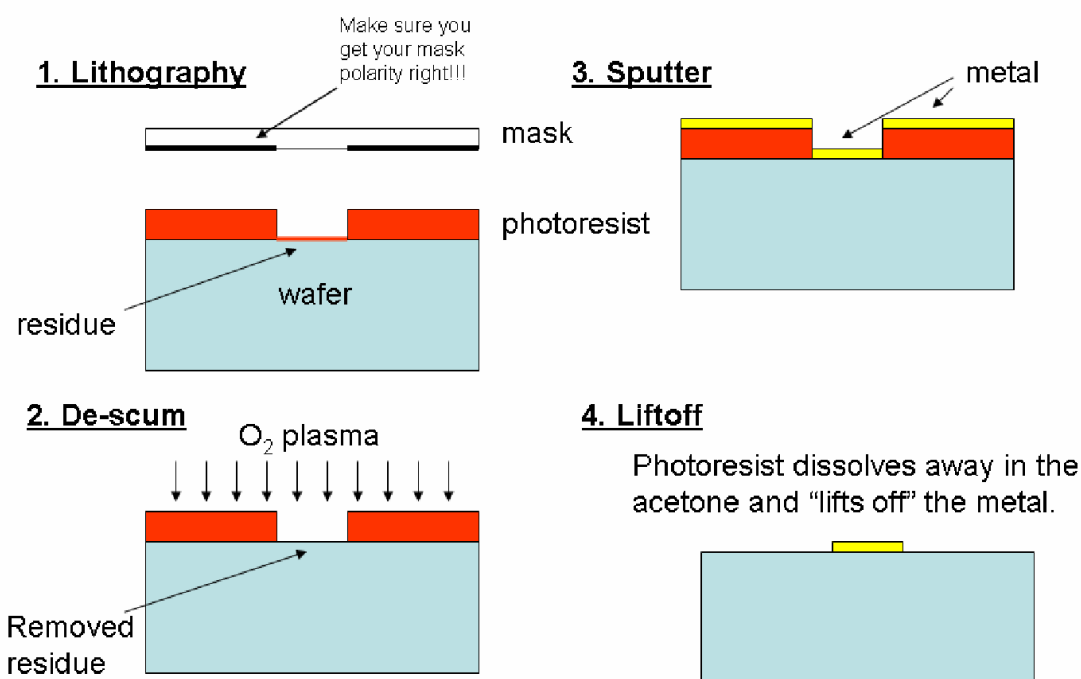 1. Lithography
Make sure you
get your mask
polarity right!!!
mask
photoresist
wafer
residue
2. De-scum
O₂ plasma
Removed
residue
3. Sputter
metal
4. Liftoff
Photoresist dissolves away in the
acetone and “lifts off” the metal.